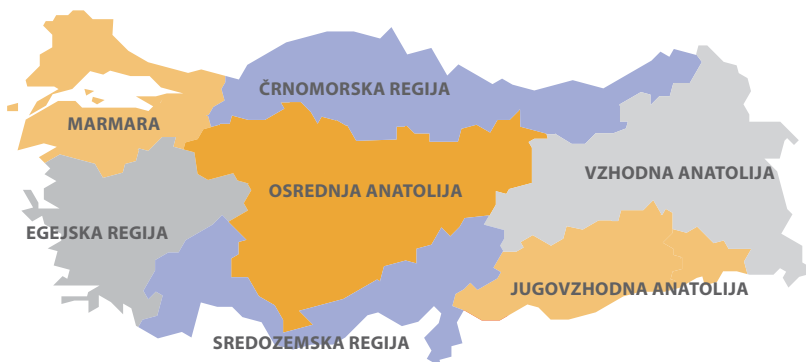 ČRNOMORSKA REGIJA
MARMARA
VZHODNA ANATOLIJA
OSREDNJA ANATOLIJA
EGEJSKA REGIJA
JUGOVZHODNA ANATOLIJA
SREDOZEMSKA REGIJA